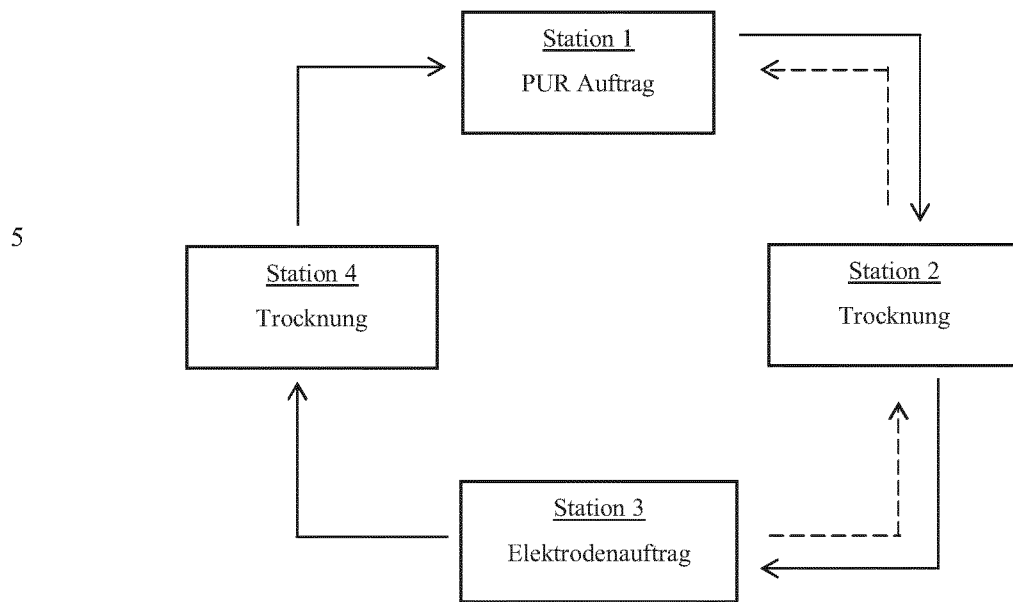 Station 1
PUR Auftrag
5
Station 4
Trocknung
Station 2
Trocknung
Station 3
Elektrodenauftrag